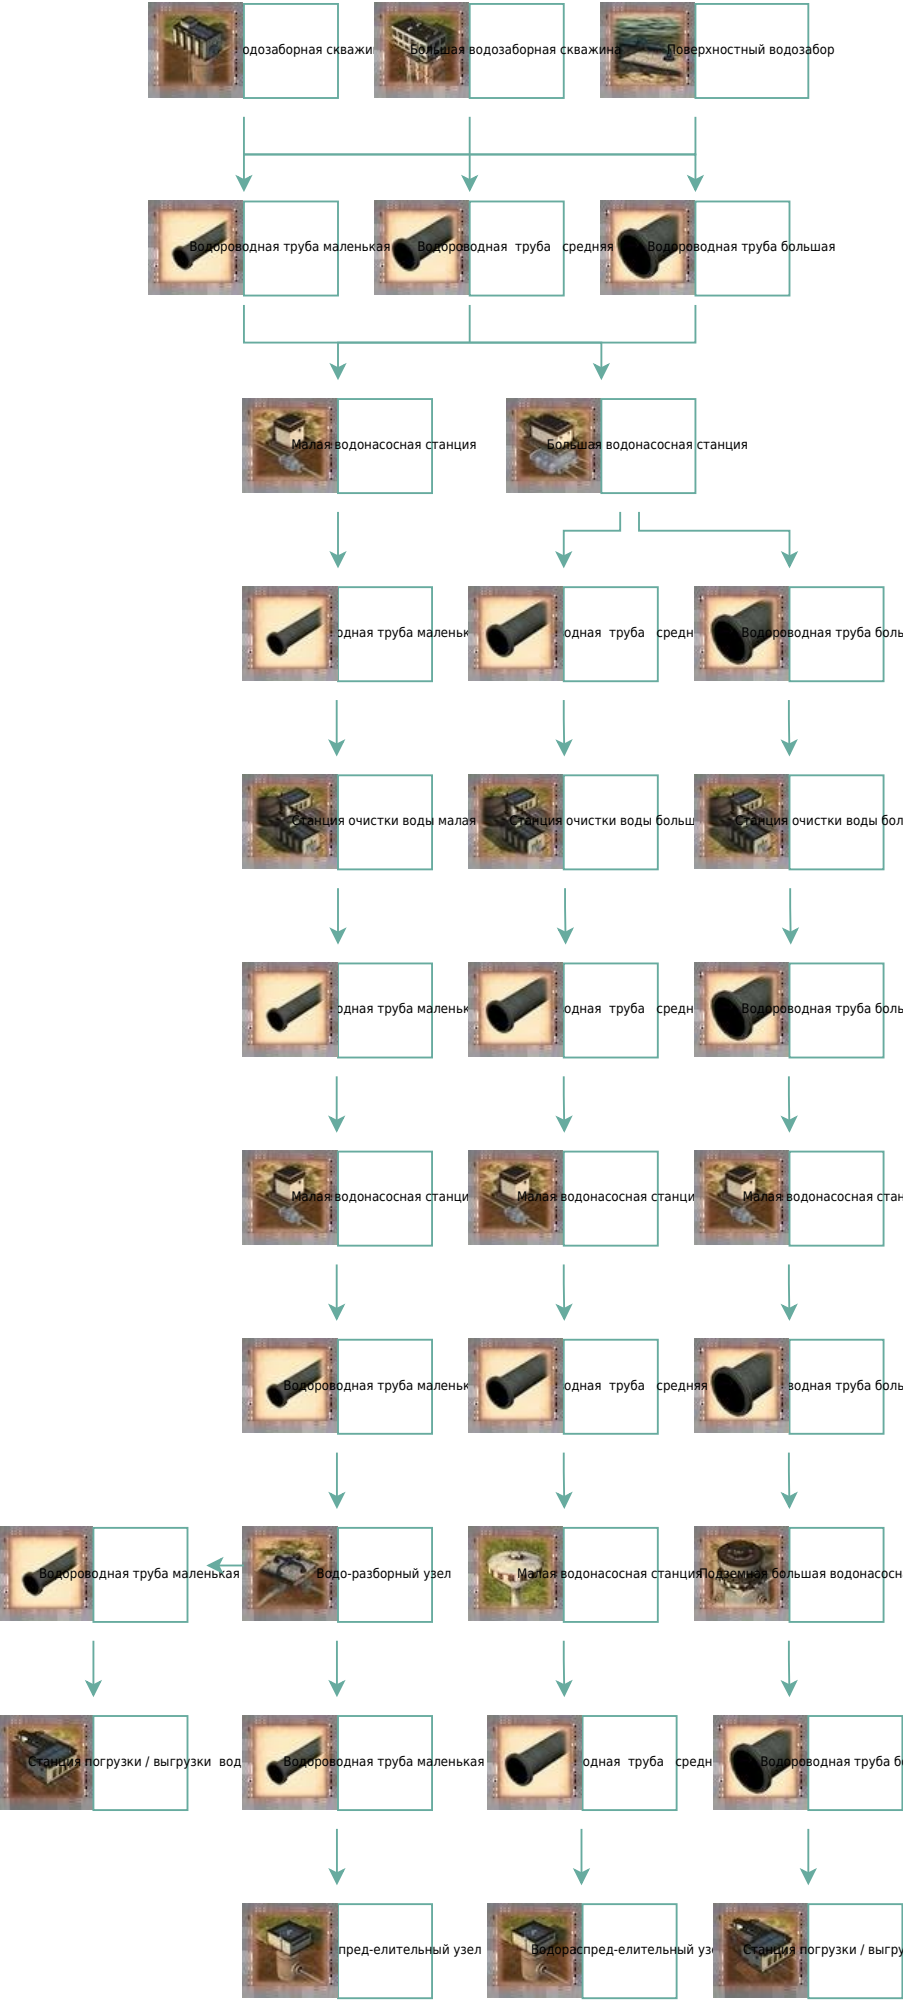 одозаборная скважи
Большая водозаборная скважина
Поверхностный водозабор
Водороводная труба маленькая
Водороводная труба средняя
Водороводная труба большая
Малая водонасосная станция
Большая водонасосная станция
одная труба маленьк
одная труба средн
Водороводная труба боль
Станция очистки воды малая
Станция очистки воды больш
Станция очистки воды бол
одная труба маленьк
одная труба средн
Водороводная труба боль
Малая водонасосная станци
Малая водонасосная станци
Малая водонасосная стан
Водороводная труба маленьк
одная труба средняя
водная труба боль
Водороводная труба маленькая
Водо-разборный узел
Малая водонасосная станция
Подземная большая водонасосн
Станция погрузки / выгрузки вод
Водороводная труба маленькая
одная труба средн
Водороводная труба бо
пред-елительный узел
Водораспред-елительный узе
Станция погрузки / выгру